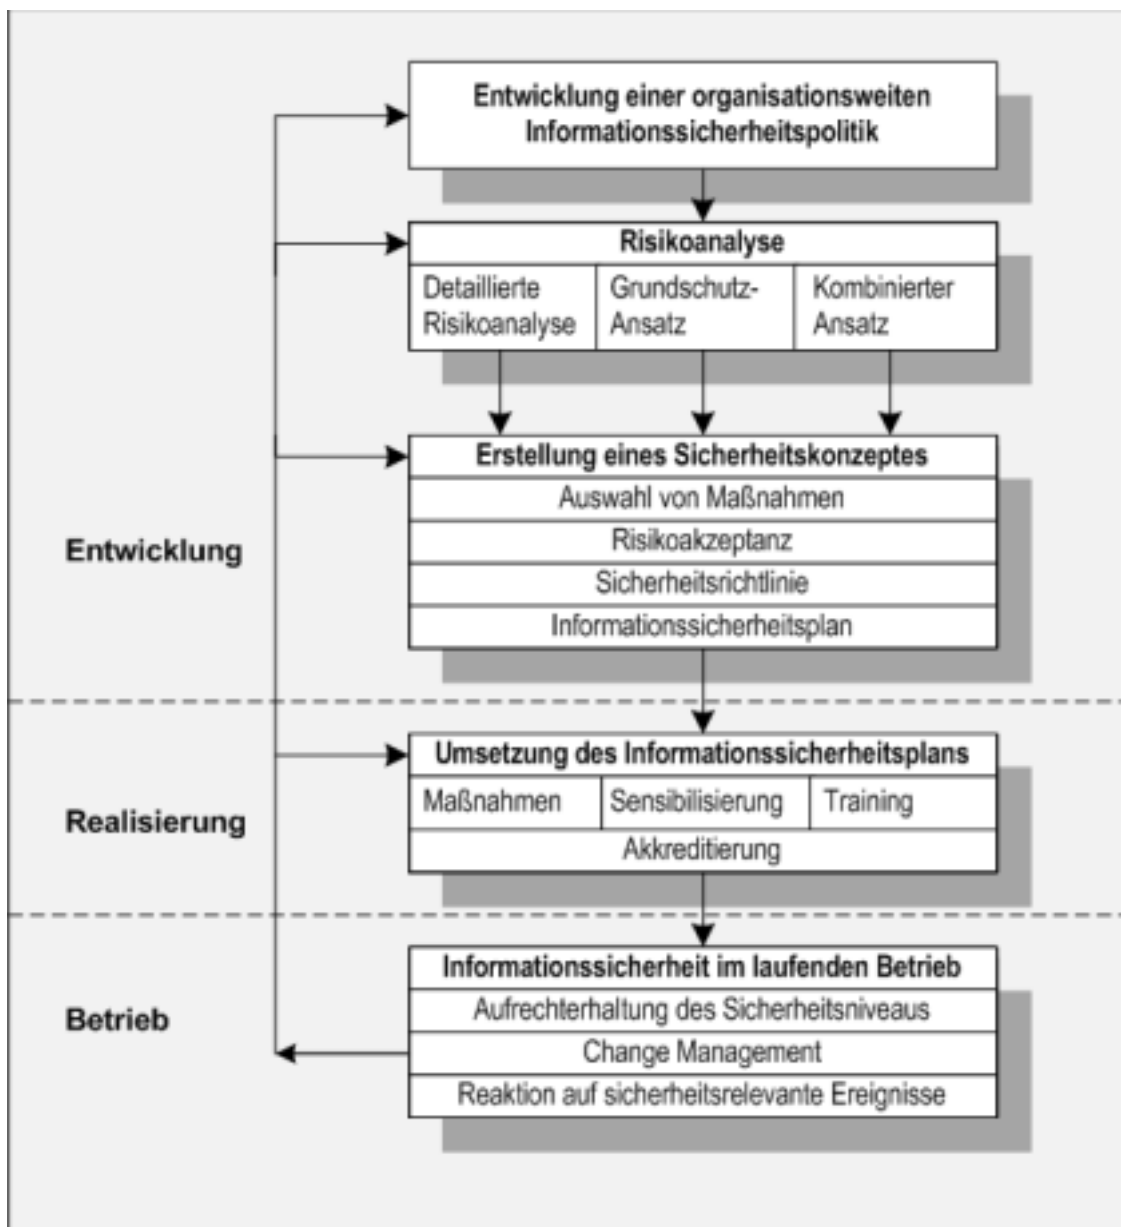 Entwicklung einer organisationsweiten
Informationssicherheitspolitik
Risikoanalyse
Detaillierte
Risikoanalyse
Grundschutz-
Ansatz
Kombinierter
Ansatz
Erstellung eines Sicherheitskonzeptes
Auswahl von Maßnahmen
Risikoakzeptanz
Sicherheitsrichtlinie
Informationssicherheitsplan
Entwicklung
Umsetzung des Informationssicherheitsplans
Maßnahmen
Sensibilisierung
Training
Akkreditierung
Realisierung
Informationssicherheit im laufenden Betrieb
Aufrechterhaltung des Sicherheitsniveaus
Change Management
Reaktion auf sicherheitsrelevante Ereignisse
Betrieb